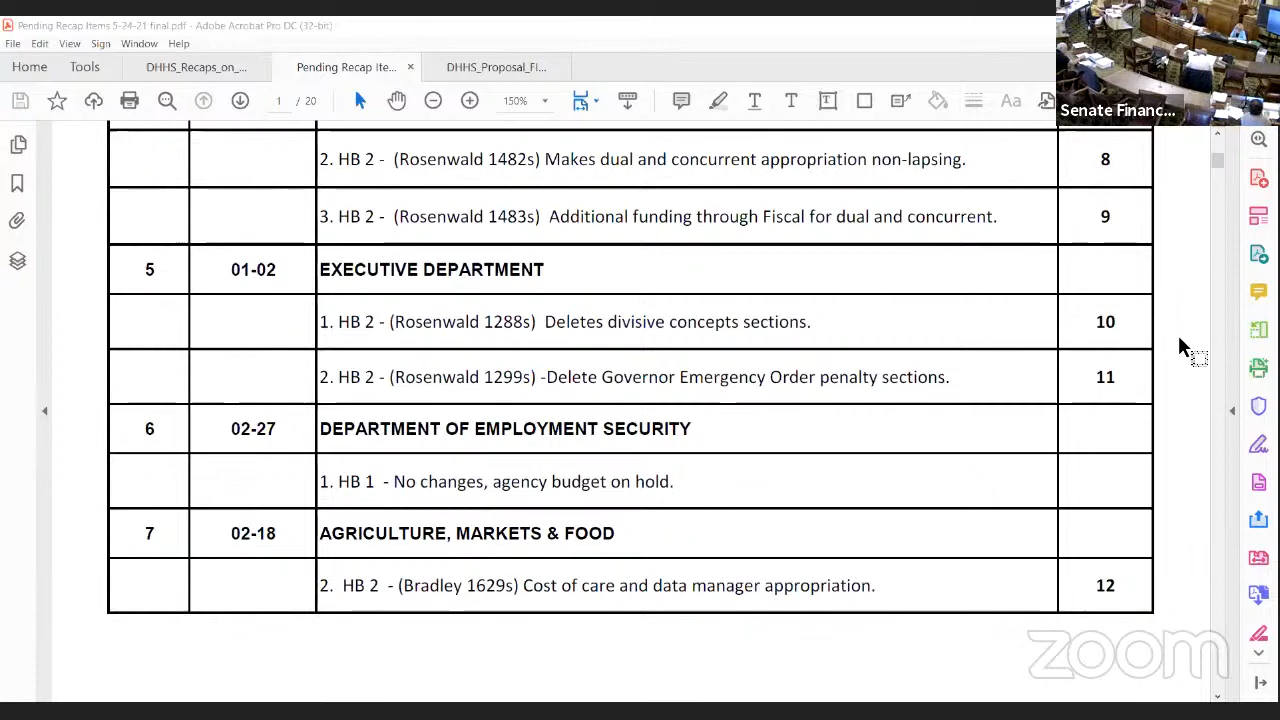 Pending Recap Items 5-24-21 final.pdf - Adobe Acrobat Pro DC (32-bit)
File Edit View Sign Window Help
Home Tools DHHS_Recaps_on_... Pending Recap Ite... × DHHS_Proposal_FI...
/ 20 150%
Senate Financ...
2. HB 2 - (Rosenwald 1482s) Makes dual and concurrent appropriation non-lapsing. 8
3. HB 2 - (Rosenwald 1483s) Additional funding through Fiscal for dual and concurrent. 9
5 01-02 EXECUTIVE DEPARTMENT
1. HB 2 - (Rosenwald 1288s) Deletes divisive concepts sections. 10
2. HB 2 - (Rosenwald 1299s) -Delete Governor Emergency Order penalty sections. 11
6 02-27 DEPARTMENT OF EMPLOYMENT SECURITY
1. HB 1 - No changes, agency budget on hold.
7 02-18 AGRICULTURE, MARKETS & FOOD
2. HB 2 - (Bradley 1629s) Cost of care and data manager appropriation. 12
zoom